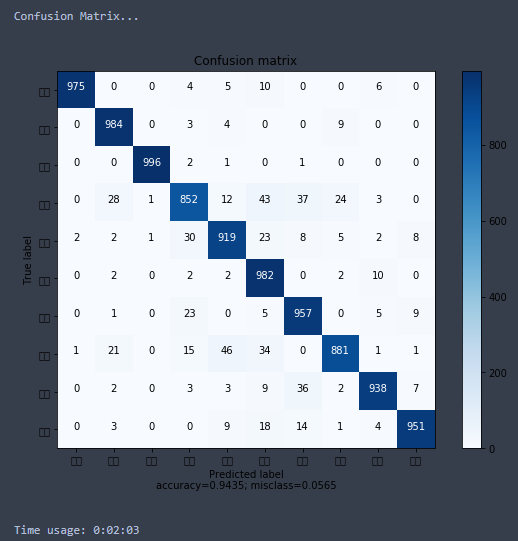 Confusion Matrix...
Confusion matrix
975 0 0 4 5 10 0 0 6 0
0 984 0 3 4 0 0 9 0 0
0 0 996 2 1 0 1 0 0 0
0 28 1 852 12 43 37 24 3 0
2 2 1 30 919 23 8 5 2 8
0 2 0 2 2 982 0 2 10 0
0 1 0 23 0 5 957 0 5 9
1 21 0 15 46 34 0 881 1 1
0 2 0 3 3 9 36 2 938 7
0 3 0 0 9 18 14 1 4 951
True label
Predicted label
accuracy=0.9435; misclass=0.0565
800
600
400
200
0
Time usage: 0:02:03